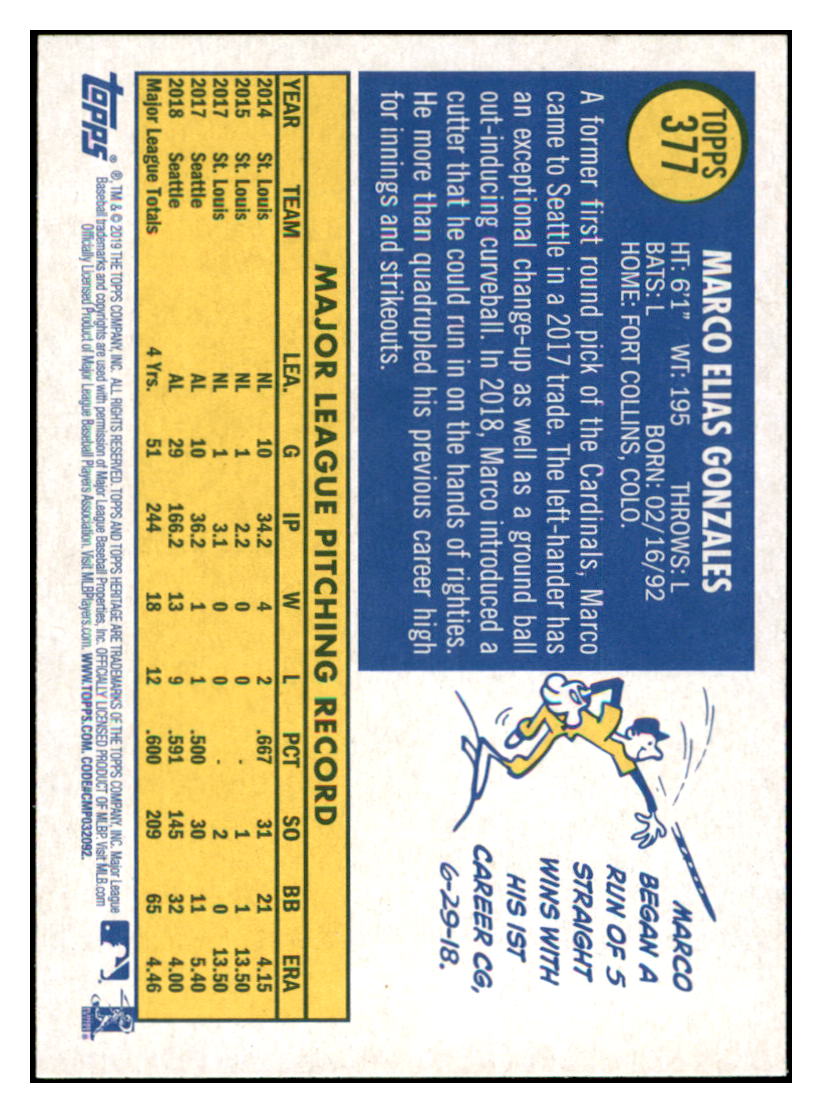 TOPPS
377
MARCO ELIAS GONZALES
HT: 6'1" WT: 195 THROWS: L
BATS: L BORN: 02/16/92
HOME: FORT COLLINS, COLO.
A former first round pick of the Cardinals, Marco
came to Seattle in a 2017 trade. The left-hander has
an exceptional change-up as well as a ground ball
out-inducing curveball. In 2018, Marco introduced a
cutter that he could run in on the hands of righties.
He more than quadrupled his previous career high
for innings and strikeouts.
MARCO
BEGAN A
RUN OF 5
STRAIGHT
WINS WITH
HIS 1ST
CAREER CG,
6-29-18.
MAJOR LEAGUE PITCHING RECORD
YEAR TEAM LEA. G IP W L PCT SO BB ERA
2014 St. Louis NL 10 34.2 4 2 .667 31 21 4.15
2015 St. Louis NL 1 2.2 0 0 - 1 1 13.50
2017 St. Louis NL 1 3.1 0 0 - 2 0 13.50
2017 Seattle AL 10 36.2 1 1 .500 30 11 5.40
2018 Seattle AL 29 166.2 13 9 .591 145 32 4.00
Major League Totals 4 Yrs. 51 244 18 12 .600 209 65 4.46
topps®
®, TM & © 2019 THE TOPPS COMPANY, INC. ALL RIGHTS RESERVED. TOPPS AND TOPPS HERITAGE ARE TRADEMARKS OF THE TOPPS COMPANY, INC. Major League
Baseball trademarks and copyrights are used with permission of Major League Baseball Properties, Inc. OFFICIALLY LICENSED PRODUCT OF MLBP Visit MLB.com
Officially Licensed Product of Major League Baseball Players Association. Visit MLBPlayers.com. WWW.TOPPS.COM. CODE#CMP032092.